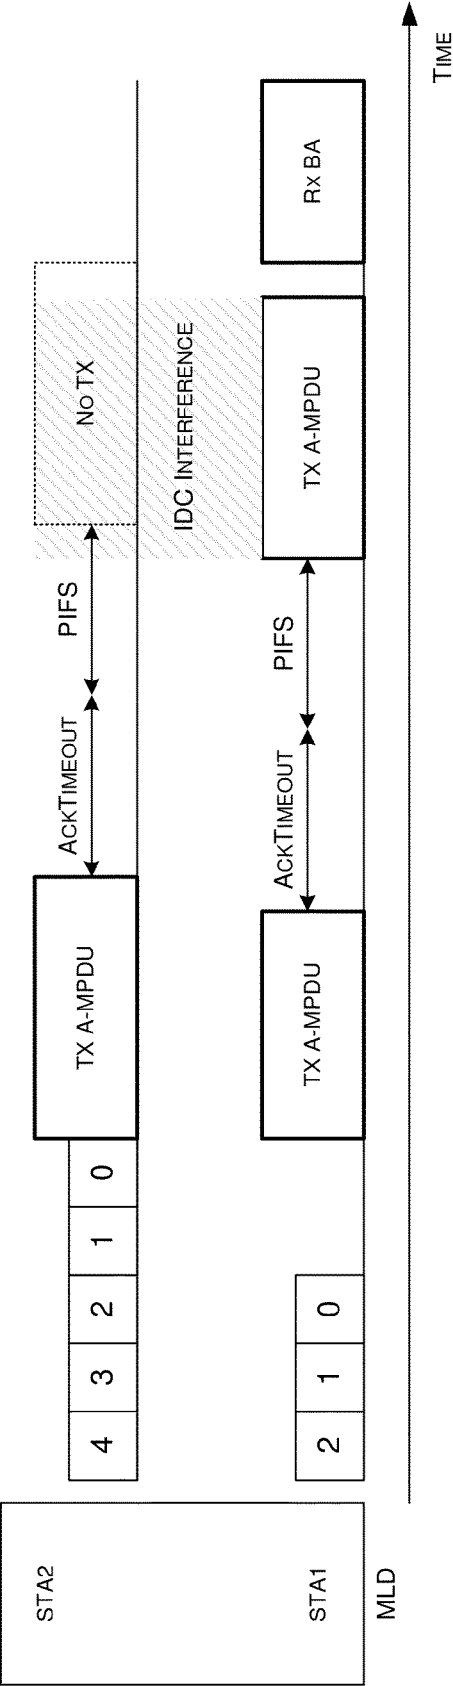 STA2
4 3 2 1 0
TX A-MPDU
ACKTIMEOUT
PIFS
NO TX
IDC INTERFERENCE
STA1
2 1 0
TX A-MPDU
ACKTIMEOUT
PIFS
TX A-MPDU
RX BA
MLD
TIME